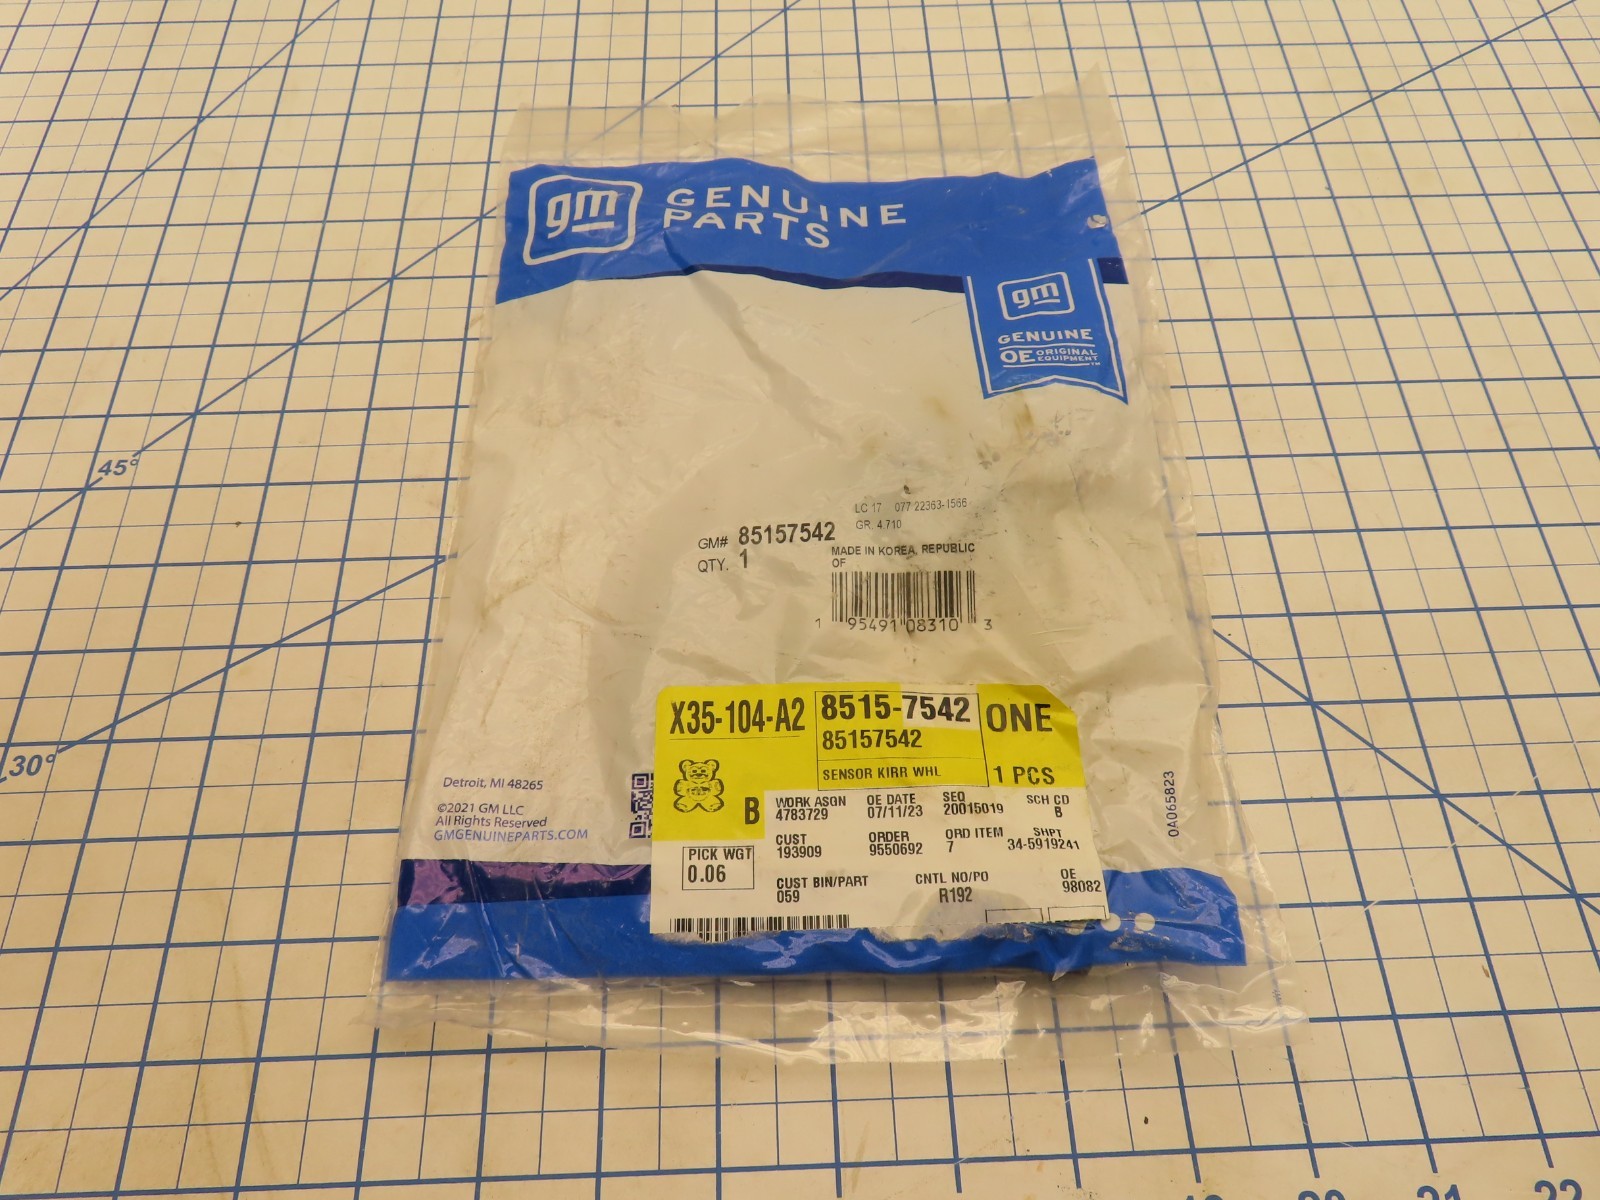 gm GENUINE
PARTS
gm
GENUINE
OE ORIGINAL
EQUIPMENT™
LC 17 077 22363-1566
GR. 4.710
GM# 85157542
QTY. 1
MADE IN KOREA, REPUBLIC
OF
1 95491 08310 3
X35-104-A2
8515-7542
85157542
SENSOR KIRR WHL
ONE
1 PCS
B
WORK ASGN
4783729
OE DATE
07/11/23
SEQ
20015019
SCH CD
B
CUST
193909
ORDER
9550692
ORD ITEM
7
SHPT
34-5919241
PICK WGT
0.06
CUST BIN/PART
059
CNTL NO/PO
R192
OE
98082
Detroit, MI 48265
©2021 GM LLC
All Rights Reserved
GMGENUINEPARTS.COM
0A065823
45°
30°
21
22